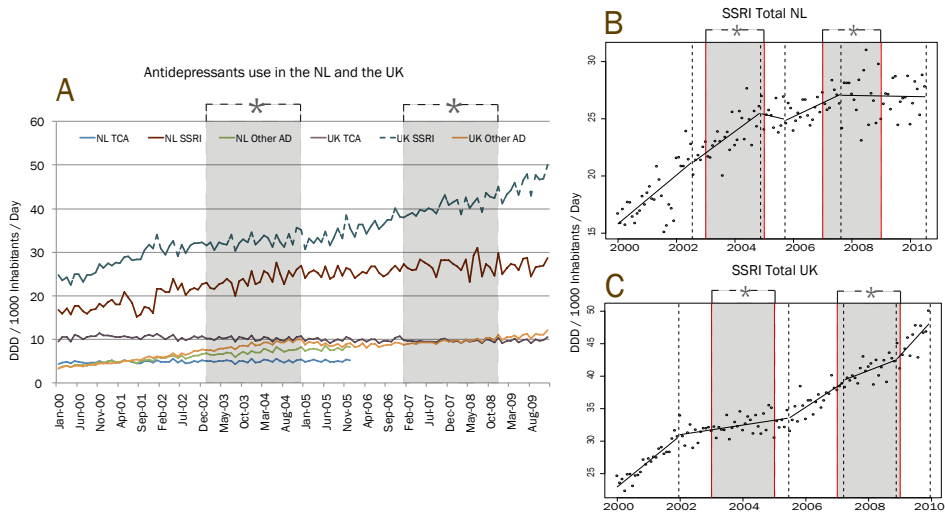 A
Antidepressants use in the NL and the UK
*
*
DDD / 1000 Inhabitants / Day
60
50
40
30
20
10
0
NL TCA
NL SSRI
NL Other AD
UK TCA
UK SSRI
UK Other AD
Jan-00
Jun-00
Nov-00
Apr-01
Sep-01
Feb-02
Jul-02
Dec-02
May-03
Oct-03
Mar-04
Aug-04
Jan-05
Jun-05
Nov-05
Apr-06
Sep-06
Feb-07
Jul-07
Dec-07
May-08
Oct-08
Mar-09
Aug-09
B
SSRI Total NL
*
*
30
25
20
15
2000
2002
2004
2006
2008
2010
DDD / 1000 Inhabitants / Day
C
SSRI Total UK
*
*
50
45
40
35
30
25
2000
2002
2004
2006
2008
2010